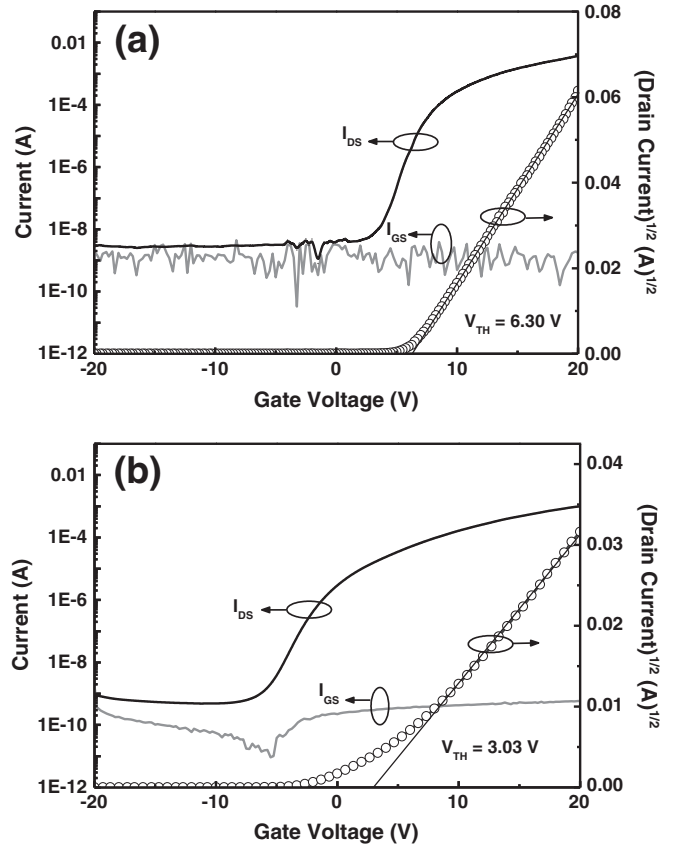 (a)
0.01
1E-4
1E-6
1E-8
1E-10
1E-12
Current (A)
I_DS
I_GS
V_TH = 6.30 V
0.08
0.06
0.04
0.02
0.00
(Drain Current)^1/2 (A)^1/2
-20 -10 0 10 20
Gate Voltage (V)
(b)
0.01
1E-4
1E-6
1E-8
1E-10
1E-12
Current (A)
I_DS
I_GS
V_TH = 3.03 V
0.04
0.03
0.02
0.01
0.00
(Drain Current)^1/2 (A)^1/2
-20 -10 0 10 20
Gate Voltage (V)